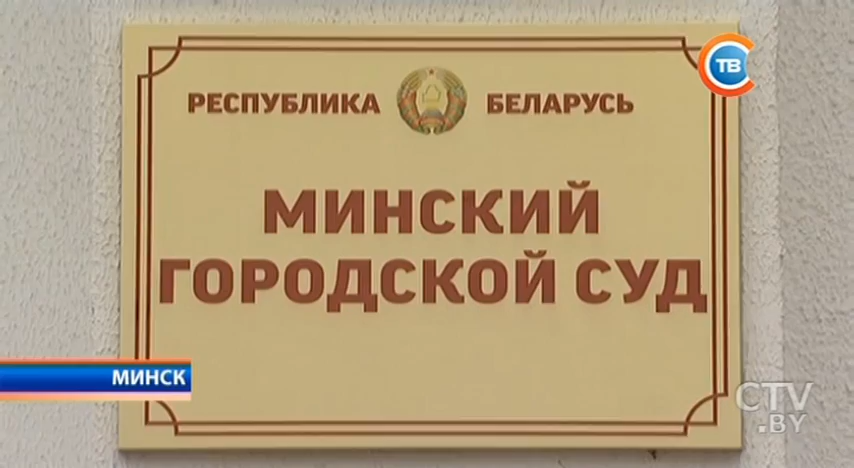 РЕСПУБЛИКА БЕЛАРУСЬ
МИНСКИЙ
ГОРОДСКОЙ СУД
ТВ
МИНСК
CTV
.BY